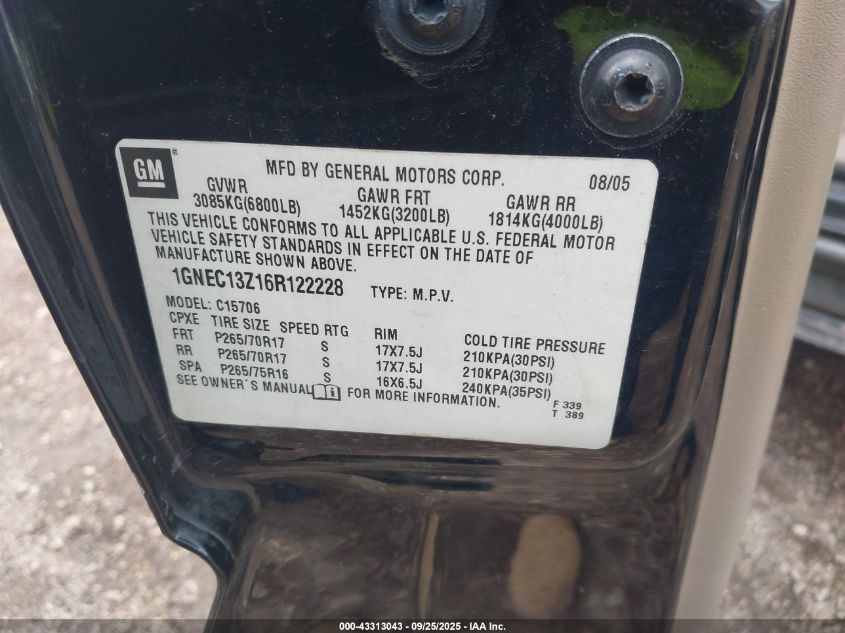 GM ® MFD BY GENERAL MOTORS CORP. 08/05
GVWR GAWR FRT GAWR RR
3085KG(6800LB) 1452KG(3200LB) 1814KG(4000LB)
THIS VEHICLE CONFORMS TO ALL APPLICABLE U.S. FEDERAL MOTOR
VEHICLE SAFETY STANDARDS IN EFFECT ON THE DATE OF
MANUFACTURE SHOWN ABOVE.
1GNEC13Z16R122228 TYPE: M.P.V.
MODEL: C15706
CPXE TIRE SIZE SPEED RTG RIM COLD TIRE PRESSURE
FRT P265/70R17 S 17X7.5J 210KPA(30PSI)
RR P265/70R17 S 17X7.5J 210KPA(30PSI)
SPA P265/75R16 S 16X6.5J 240KPA(35PSI)
SEE OWNER'S MANUAL FOR MORE INFORMATION.
F 339
T 389
000-43313043 - 09/25/2025 - IAA Inc.